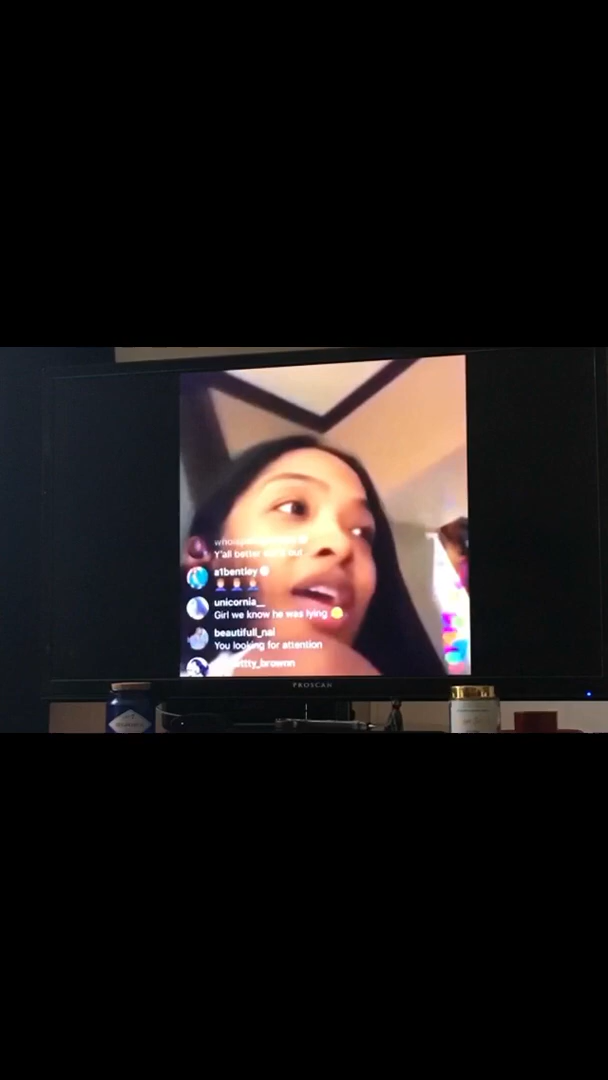 Y'all better
a1bentley
🤦🏽‍♂️🤦🏽‍♂️🤦🏽‍♂️
unicornia__
Girl we know he was lying 😂
beautifull_nai
You looking for attention
PROSCAN